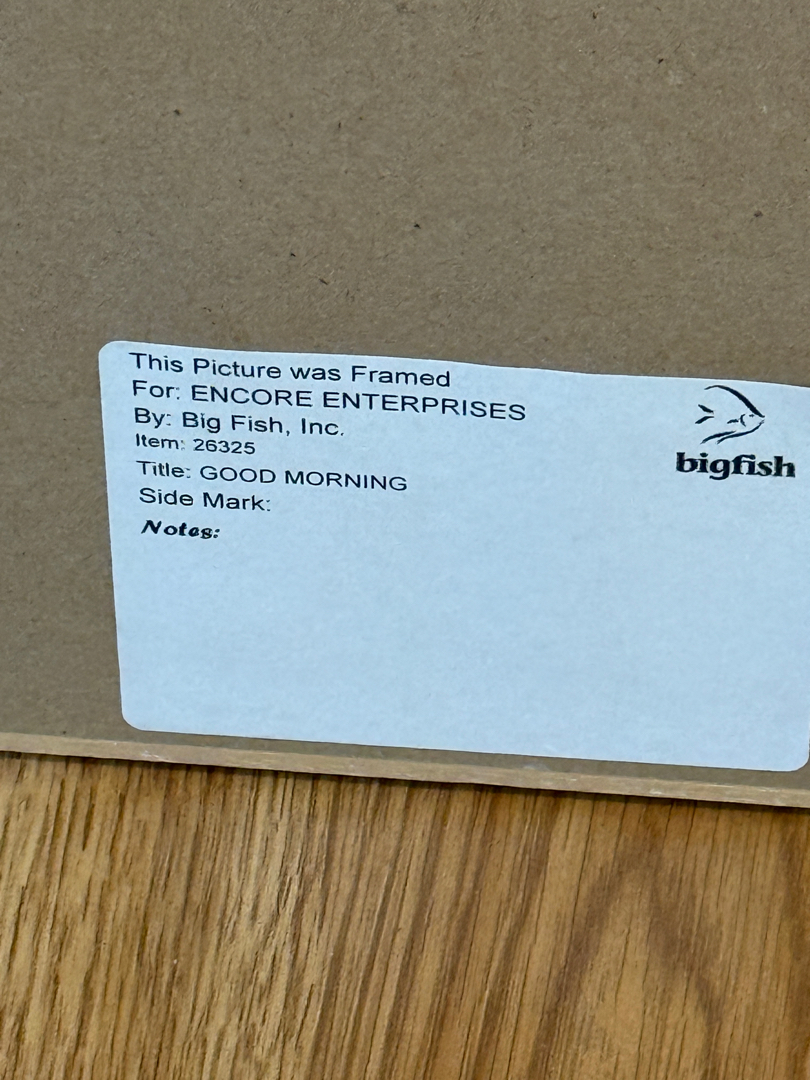 This Picture was Framed
For: ENCORE ENTERPRISES
By: Big Fish, Inc.
Item: 26325
Title: GOOD MORNING
Side Mark:
Notes:
bigfish